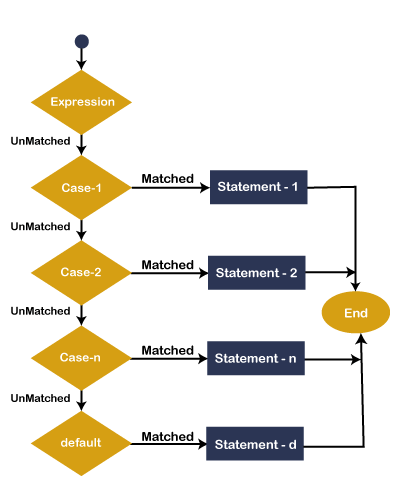 Expression
UnMatched
Case-1
Matched
Statement - 1
UnMatched
Case-2
Matched
Statement - 2
End
UnMatched
Case-n
Matched
Statement - n
UnMatched
default
Matched
Statement - d